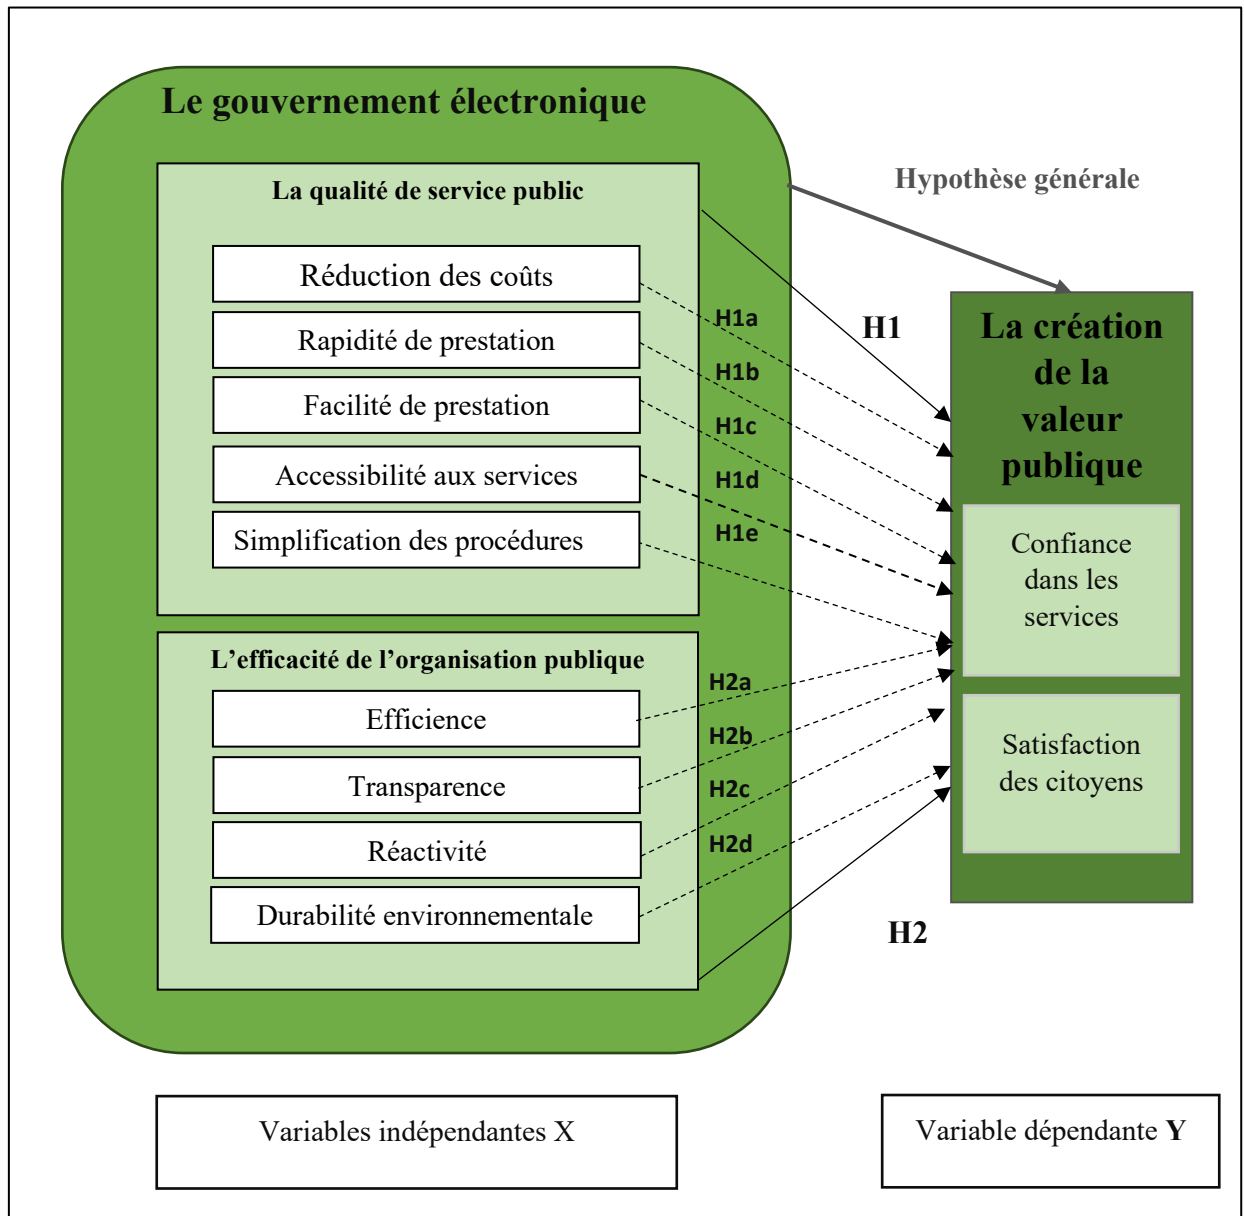 Le gouvernement électronique
La qualité de service public
Réduction des coûts
Rapidité de prestation
Facilité de prestation
Accessibilité aux services
Simplification des procédures
L’efficacité de l’organisation publique
Efficience
Transparence
Réactivité
Durabilité environnementale
H1a
H1b
H1c
H1d
H1e
H2a
H2b
H2c
H2d
H1
H2
Hypothèse générale
La création
de la
valeur
publique
Confiance
dans les
services
Satisfaction
des citoyens
Variables indépendantes X
Variable dépendante Y